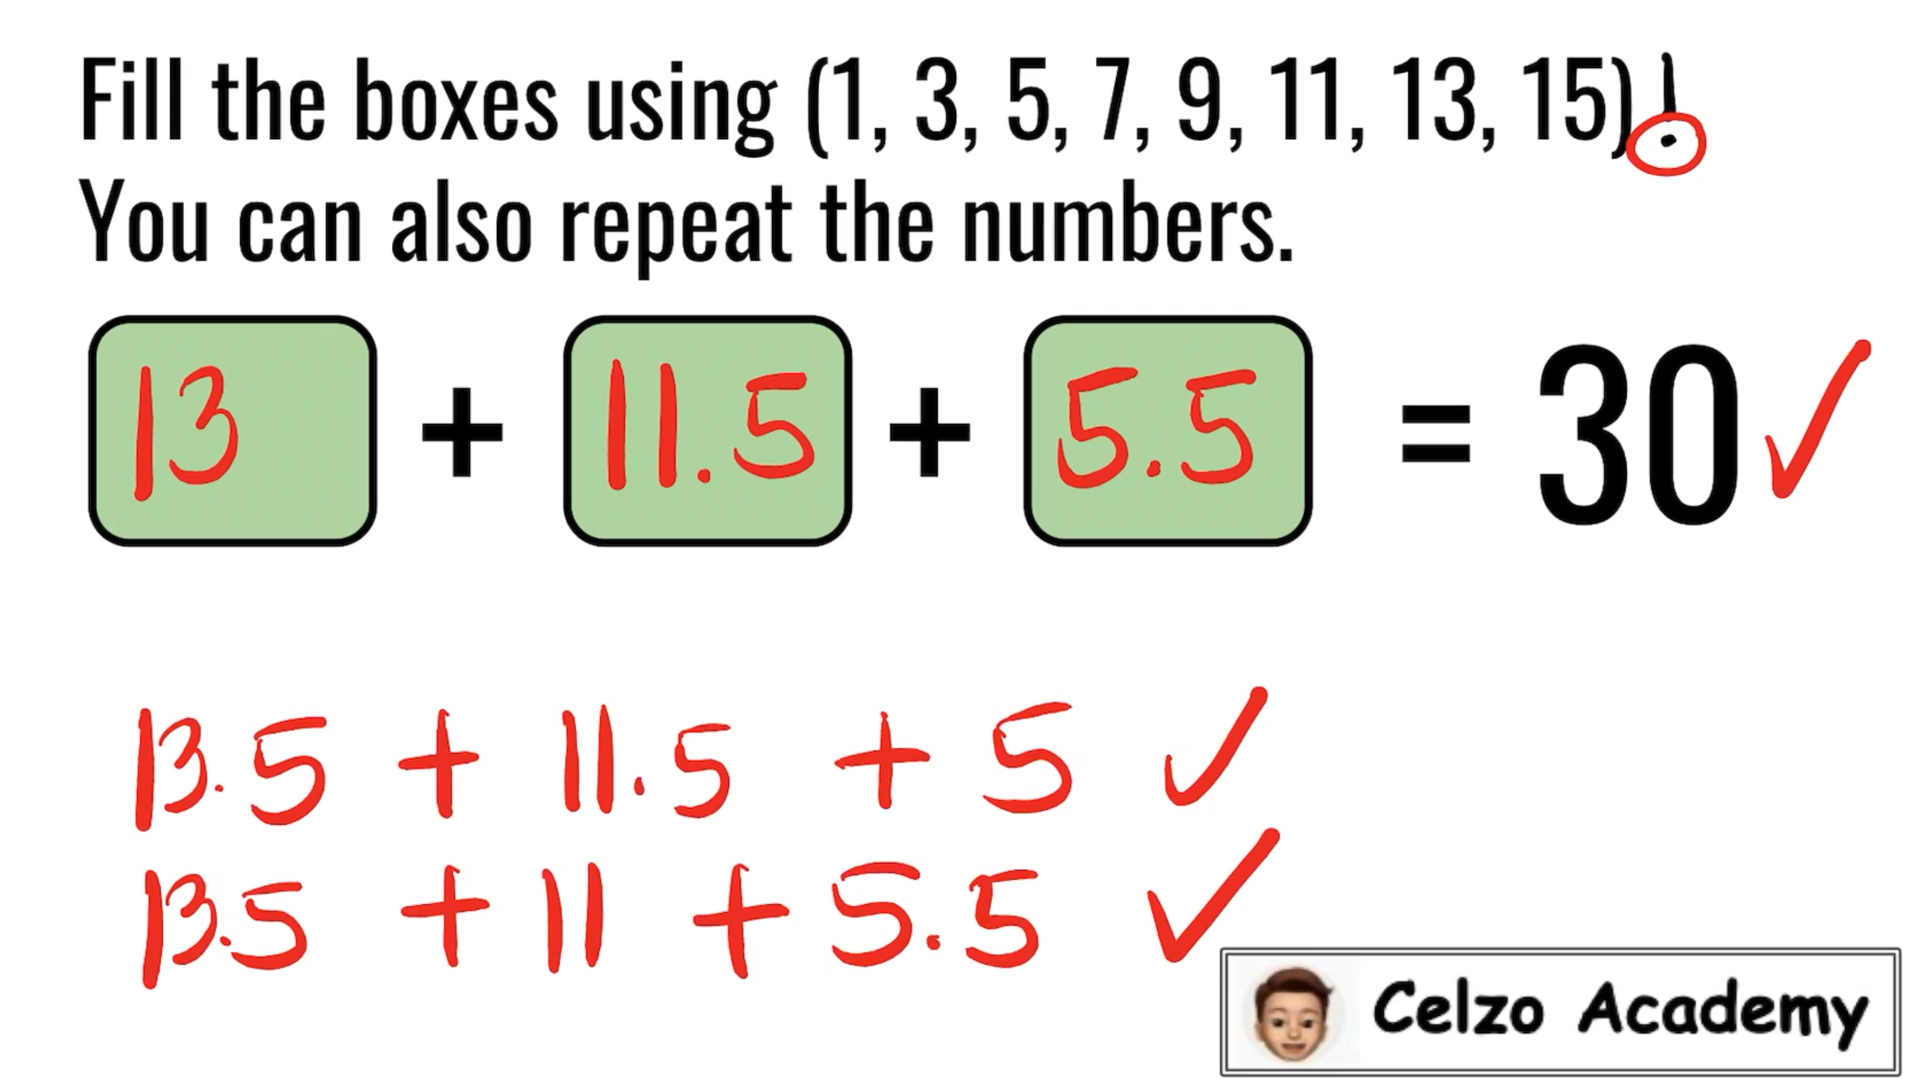 Fill the boxes using (1, 3, 5, 7, 9, 11, 13, 15)!
You can also repeat the numbers.
13 + 11.5 + 5.5 = 30 ✓
13.5 + 11.5 + 5 ✓
13.5 + 11 + 5.5 ✓
Celzo Academy